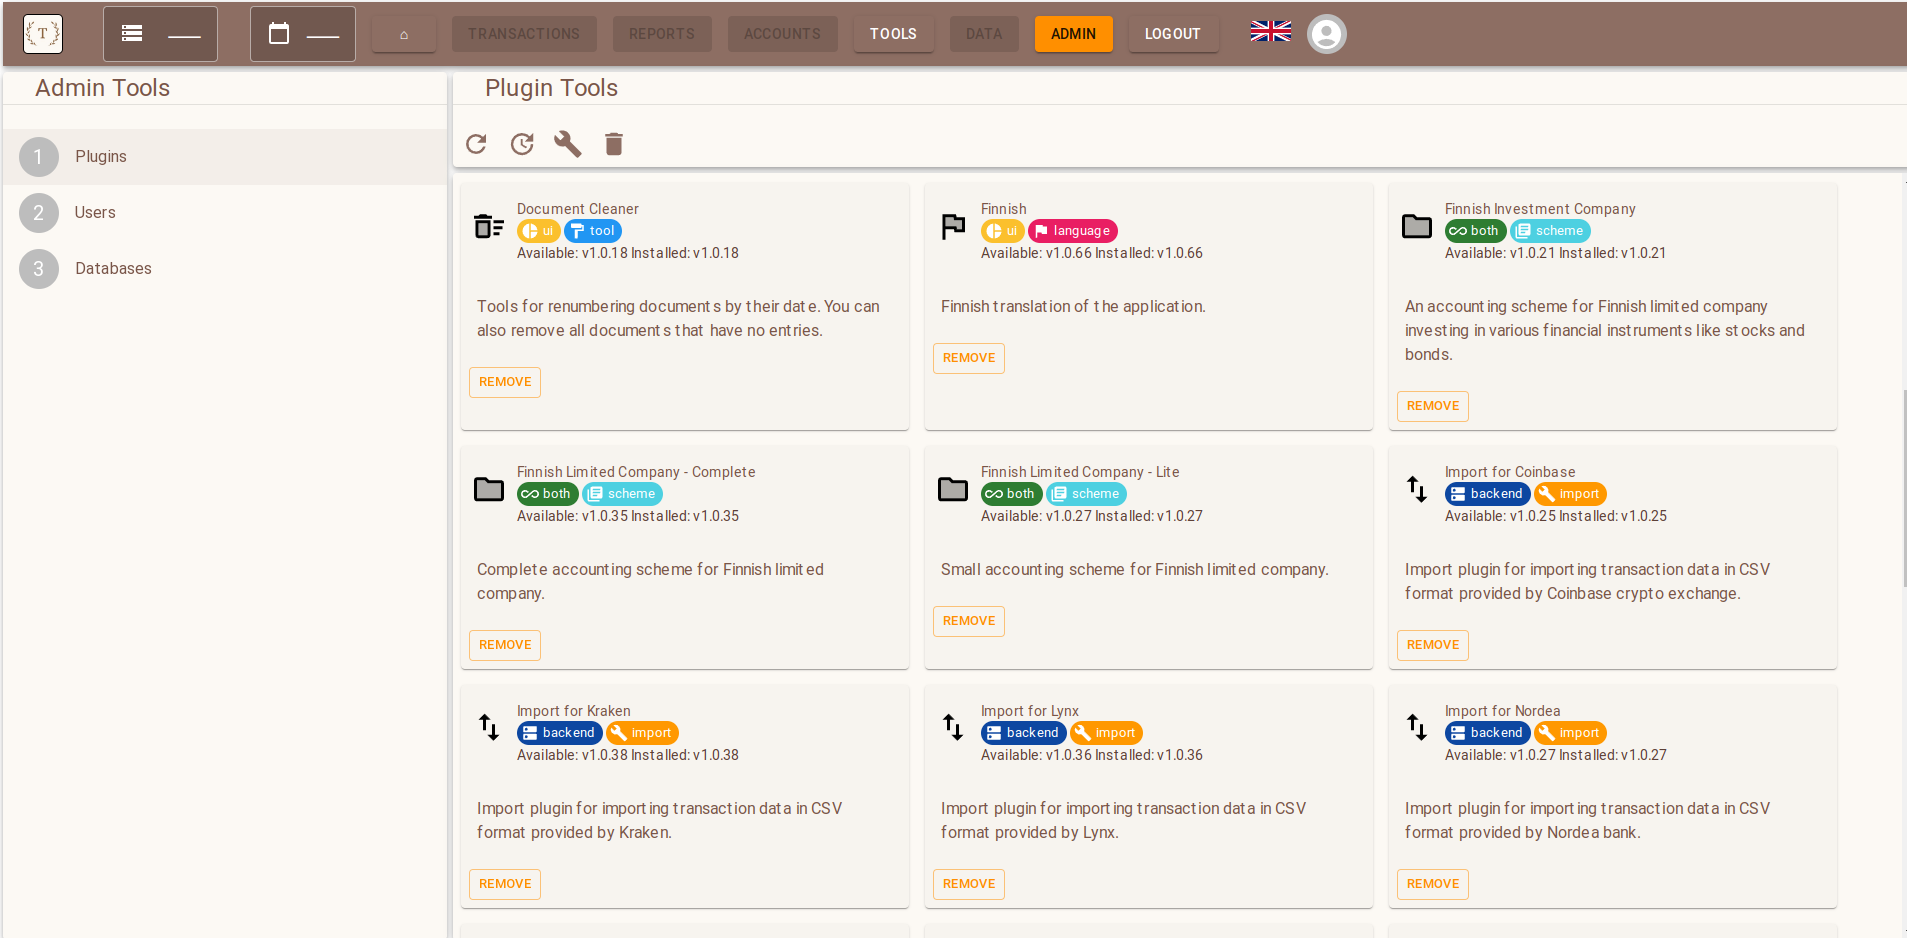 T
TRANSACTIONS REPORTS ACCOUNTS TOOLS DATA ADMIN LOGOUT
Admin Tools
1 Plugins
2 Users
3 Databases
Plugin Tools
Document Cleaner
ui tool
Available: v1.0.18 Installed: v1.0.18
Tools for renumbering documents by their date. You can
also remove all documents that have no entries.
REMOVE
Finnish
ui language
Available: v1.0.66 Installed: v1.0.66
Finnish translation of the application.
REMOVE
Finnish Investment Company
both scheme
Available: v1.0.21 Installed: v1.0.21
An accounting scheme for Finnish limited company
investing in various financial instruments like stocks and
bonds.
REMOVE
Finnish Limited Company - Complete
both scheme
Available: v1.0.35 Installed: v1.0.35
Complete accounting scheme for Finnish limited
company.
REMOVE
Finnish Limited Company - Lite
both scheme
Available: v1.0.27 Installed: v1.0.27
Small accounting scheme for Finnish limited company.
REMOVE
Import for Coinbase
backend import
Available: v1.0.25 Installed: v1.0.25
Import plugin for importing transaction data in CSV
format provided by Coinbase crypto exchange.
REMOVE
Import for Kraken
backend import
Available: v1.0.38 Installed: v1.0.38
Import plugin for importing transaction data in CSV
format provided by Kraken.
REMOVE
Import for Lynx
backend import
Available: v1.0.36 Installed: v1.0.36
Import plugin for importing transaction data in CSV
format provided by Lynx.
REMOVE
Import for Nordea
backend import
Available: v1.0.27 Installed: v1.0.27
Import plugin for importing transaction data in CSV
format provided by Nordea bank.
REMOVE